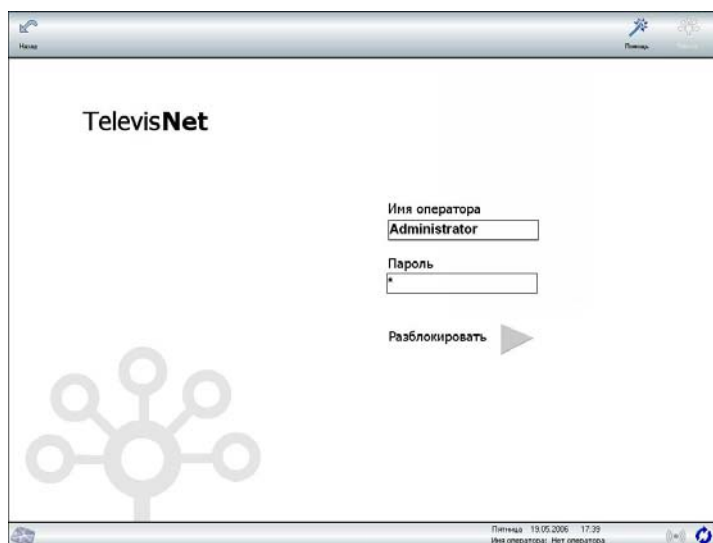 Назад
Помощь
TelevisNet
Имя оператора
Administrator
Пароль
*
Разблокировать
Пятница 19.05.2006 17:39
Имя оператора: Нет оператора